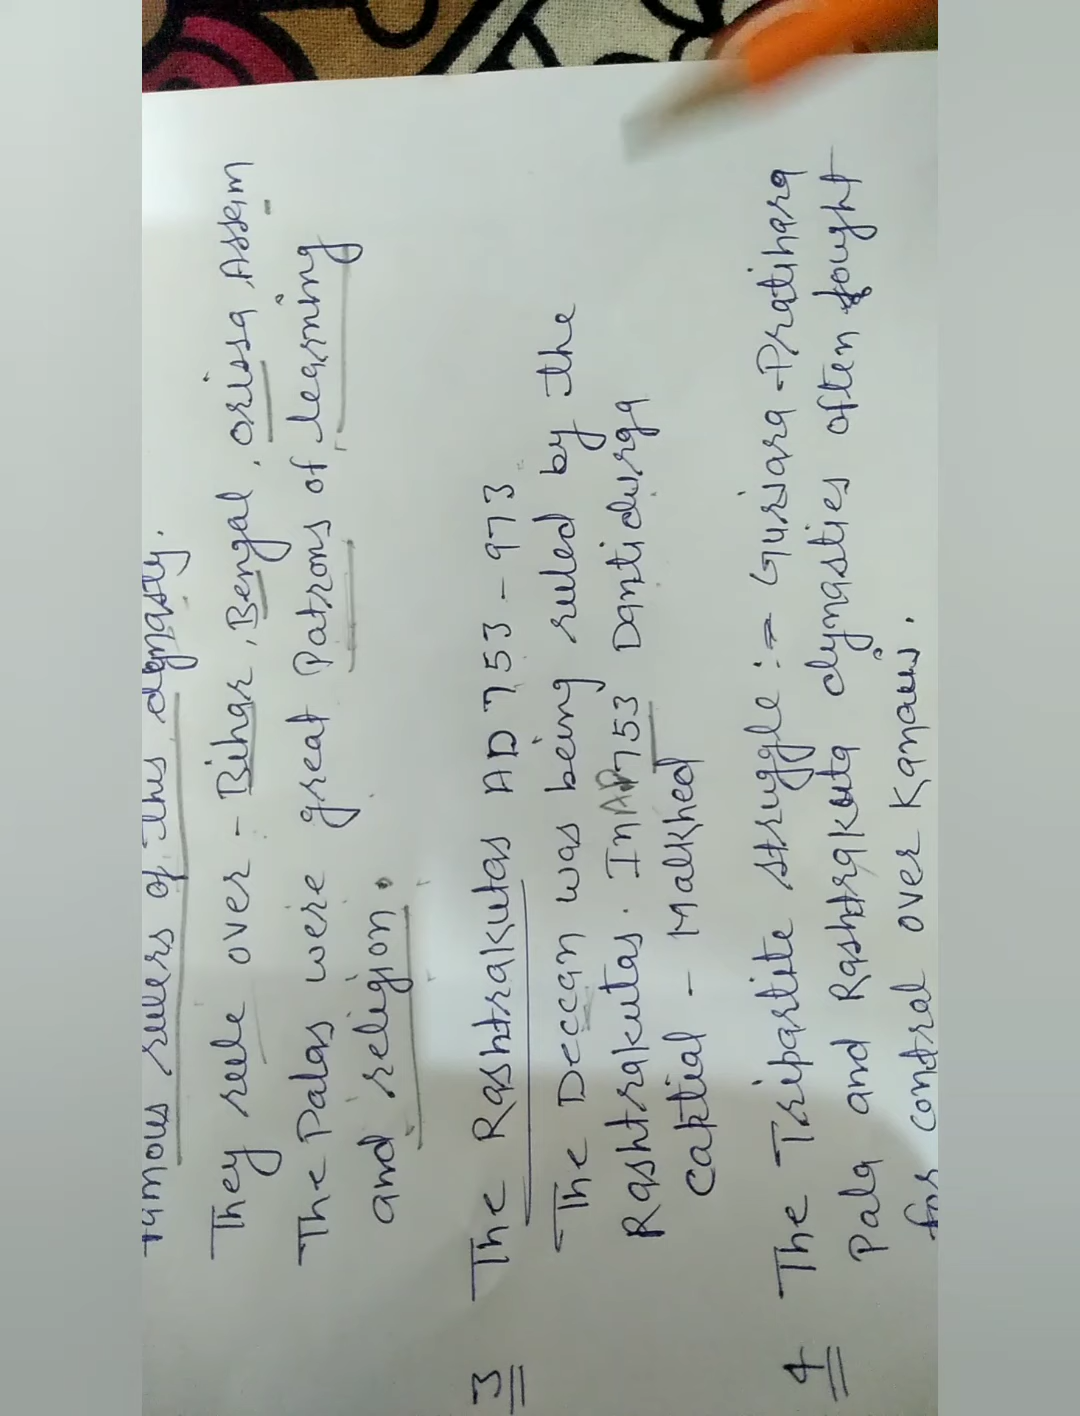 famous rulers of this dynasty.
They rule over - Bihar, Bengal, orissa, Assam
The Palas were great Patrons of learning
and religion.
3 The Rashtrakutas AD 753-973
The Deccan was being ruled by the
Rashtrakutas. In AD 753 Dantidurga
captial - Malkhed
4 The Tripartite struggle :- Gurjara-Pratihara
Pala and Rashtrakuta dynasties often fought
for control over Kanauj.